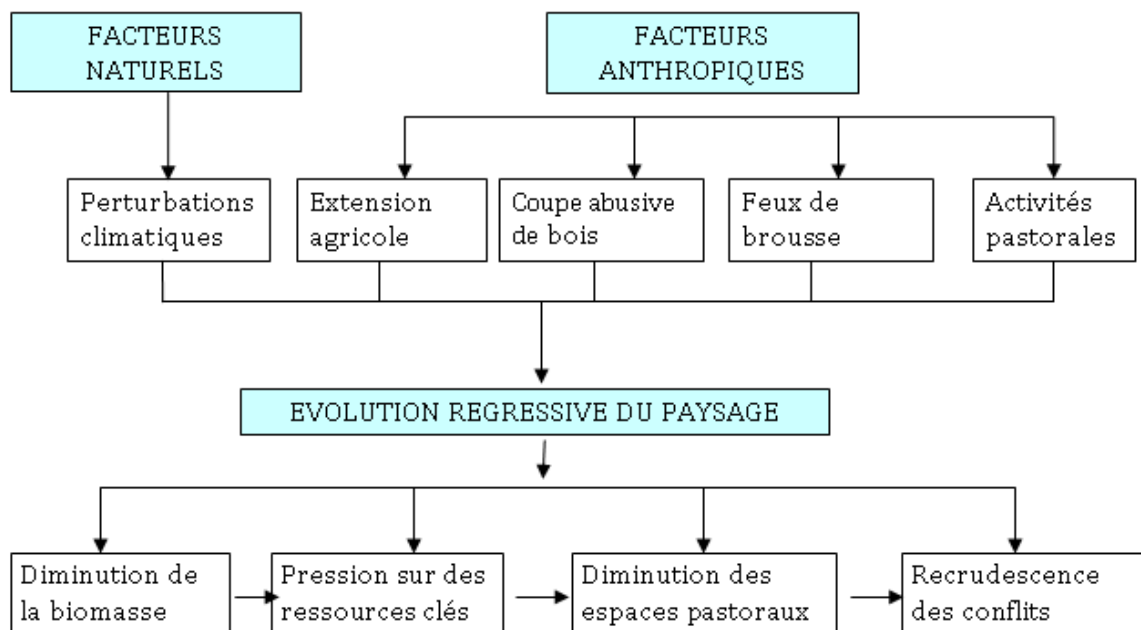 FACTEURS
NATURELS
FACTEURS
ANTHROPIQUES
Perturbations
climatiques
Extension
agricole
Coupe abusive
de bois
Feux de
brousse
Activités
pastorales
EVOLUTION REGRESSIVE DU PAYSAGE
Diminution de
la biomasse
Pression sur des
ressources clés
Diminution des
espaces pastoraux
Recrudescence
des conflits